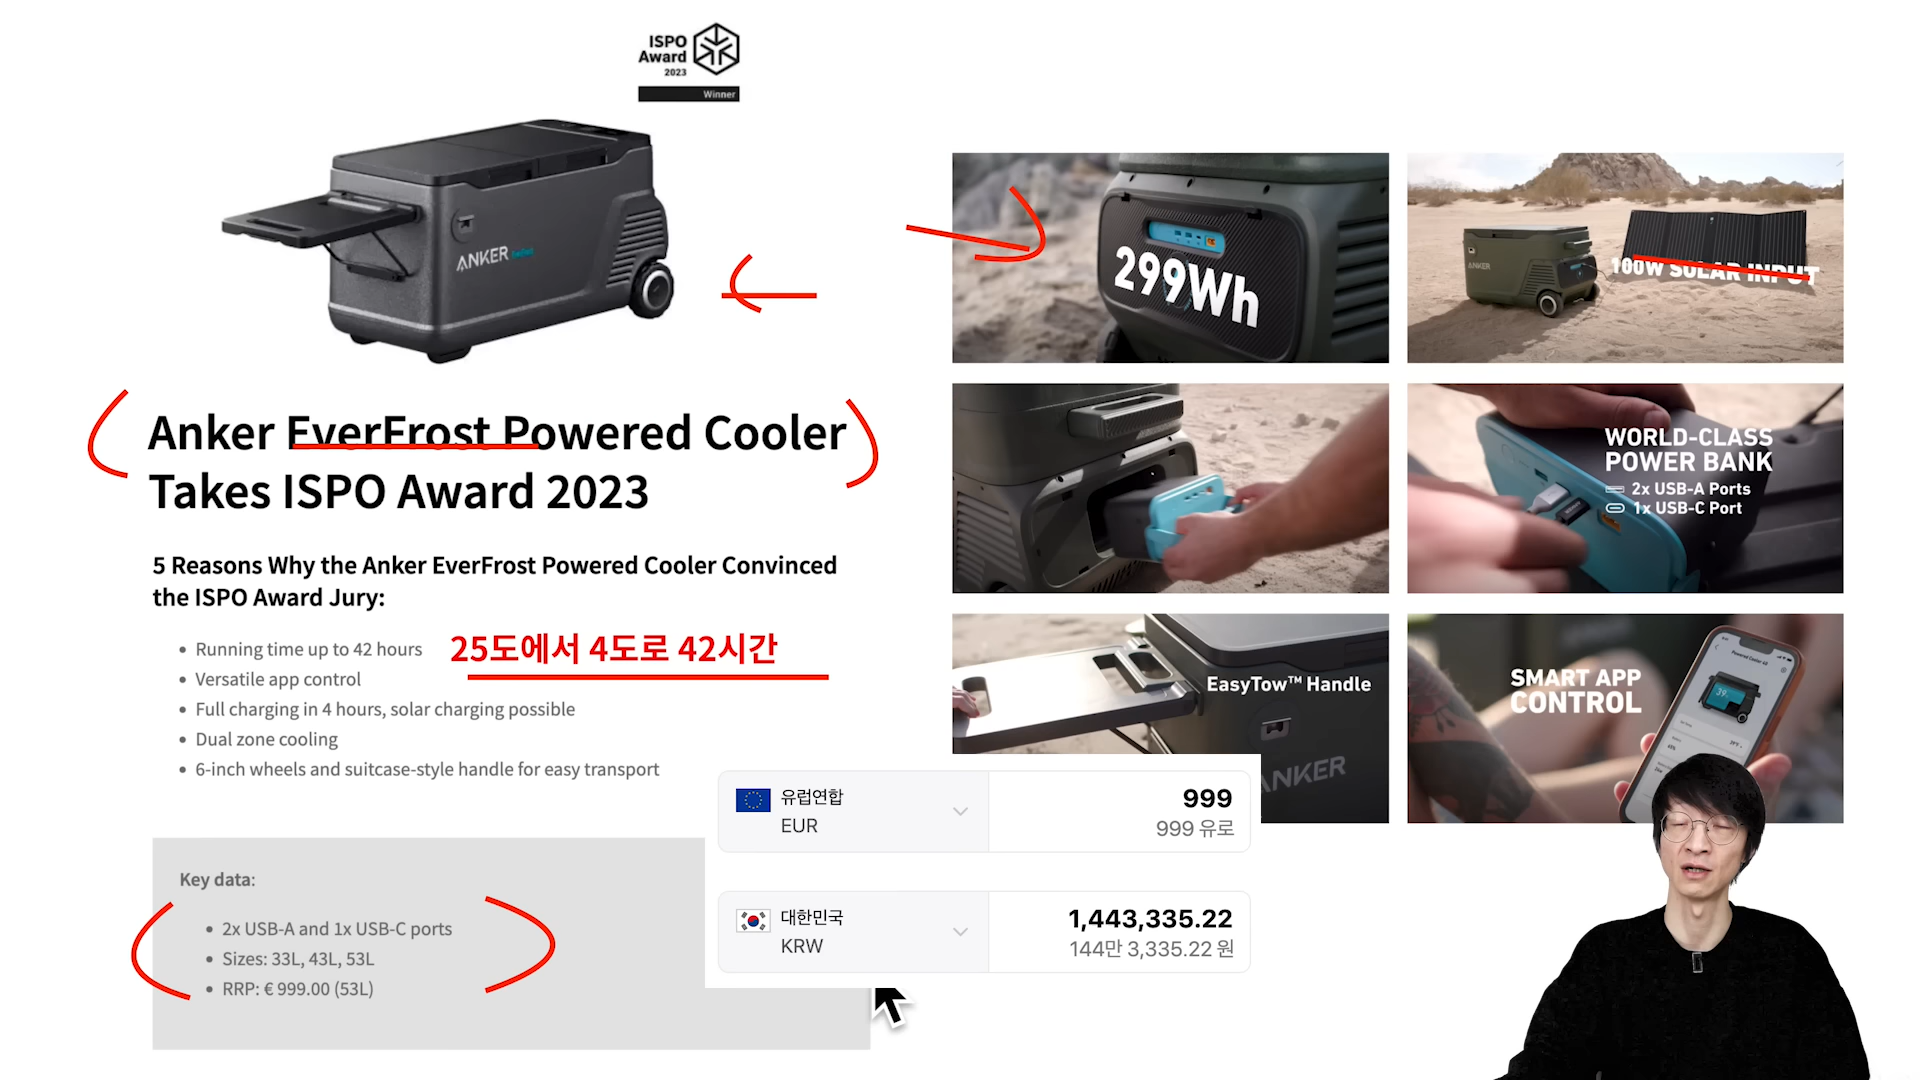 ISPO
Award
2023
Winner
ANKER
Anker EverFrost Powered Cooler
Takes ISPO Award 2023
5 Reasons Why the Anker EverFrost Powered Cooler Convinced
the ISPO Award Jury:
Running time up to 42 hours
25도에서 4도로 42시간
Versatile app control
Full charging in 4 hours, solar charging possible
Dual zone cooling
6-inch wheels and suitcase-style handle for easy transport
Key data:
2x USB-A and 1x USB-C ports
Sizes: 33L, 43L, 53L
RRP: € 999.00 (53L)
299Wh
ANKER
100W SOLAR INPUT
WORLD-CLASS
POWER BANK
2x USB-A Ports
1x USB-C Port
EasyTow™ Handle
ANKER
SMART APP
CONTROL
Powered Cooler 40
유럽연합
EUR
999
999 유로
대한민국
KRW
1,443,335.22
144만 3,335.22 원